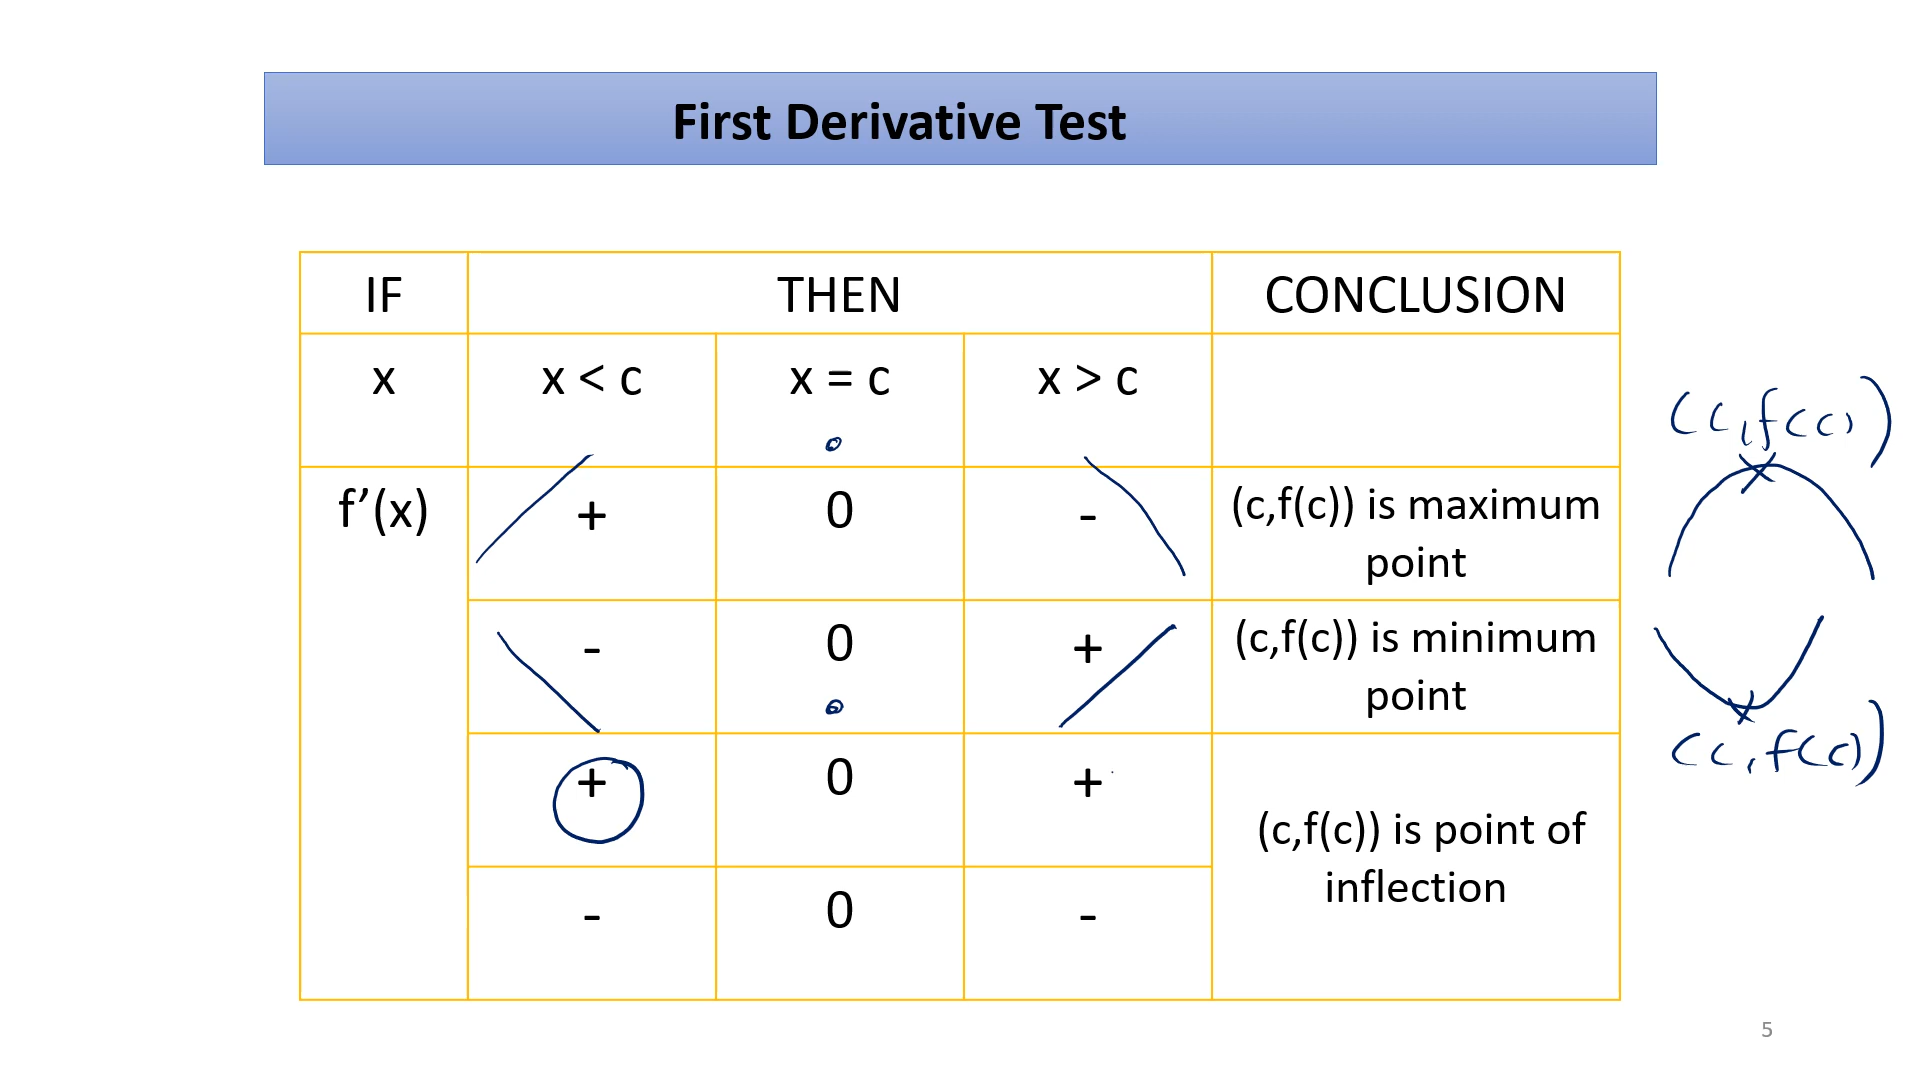 First Derivative Test
IF THEN CONCLUSION
x x < c x = c x > c
(c,f(c))
f’(x) + 0 - (c,f(c)) is maximum
point
- 0 + (c,f(c)) is minimum
point
(c,f(c))
+ 0 +
(c,f(c)) is point of
inflection
- 0 -
5